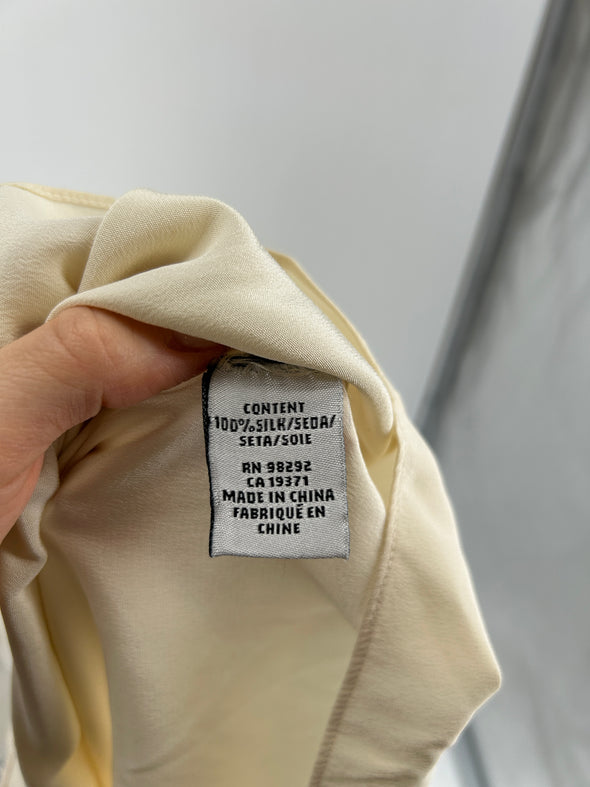 CONTENT
100%SILK/SEDA/
SETA/SOIE
RN 98292
CA 19371
MADE IN CHINA
FABRIQUÉ EN
CHINE